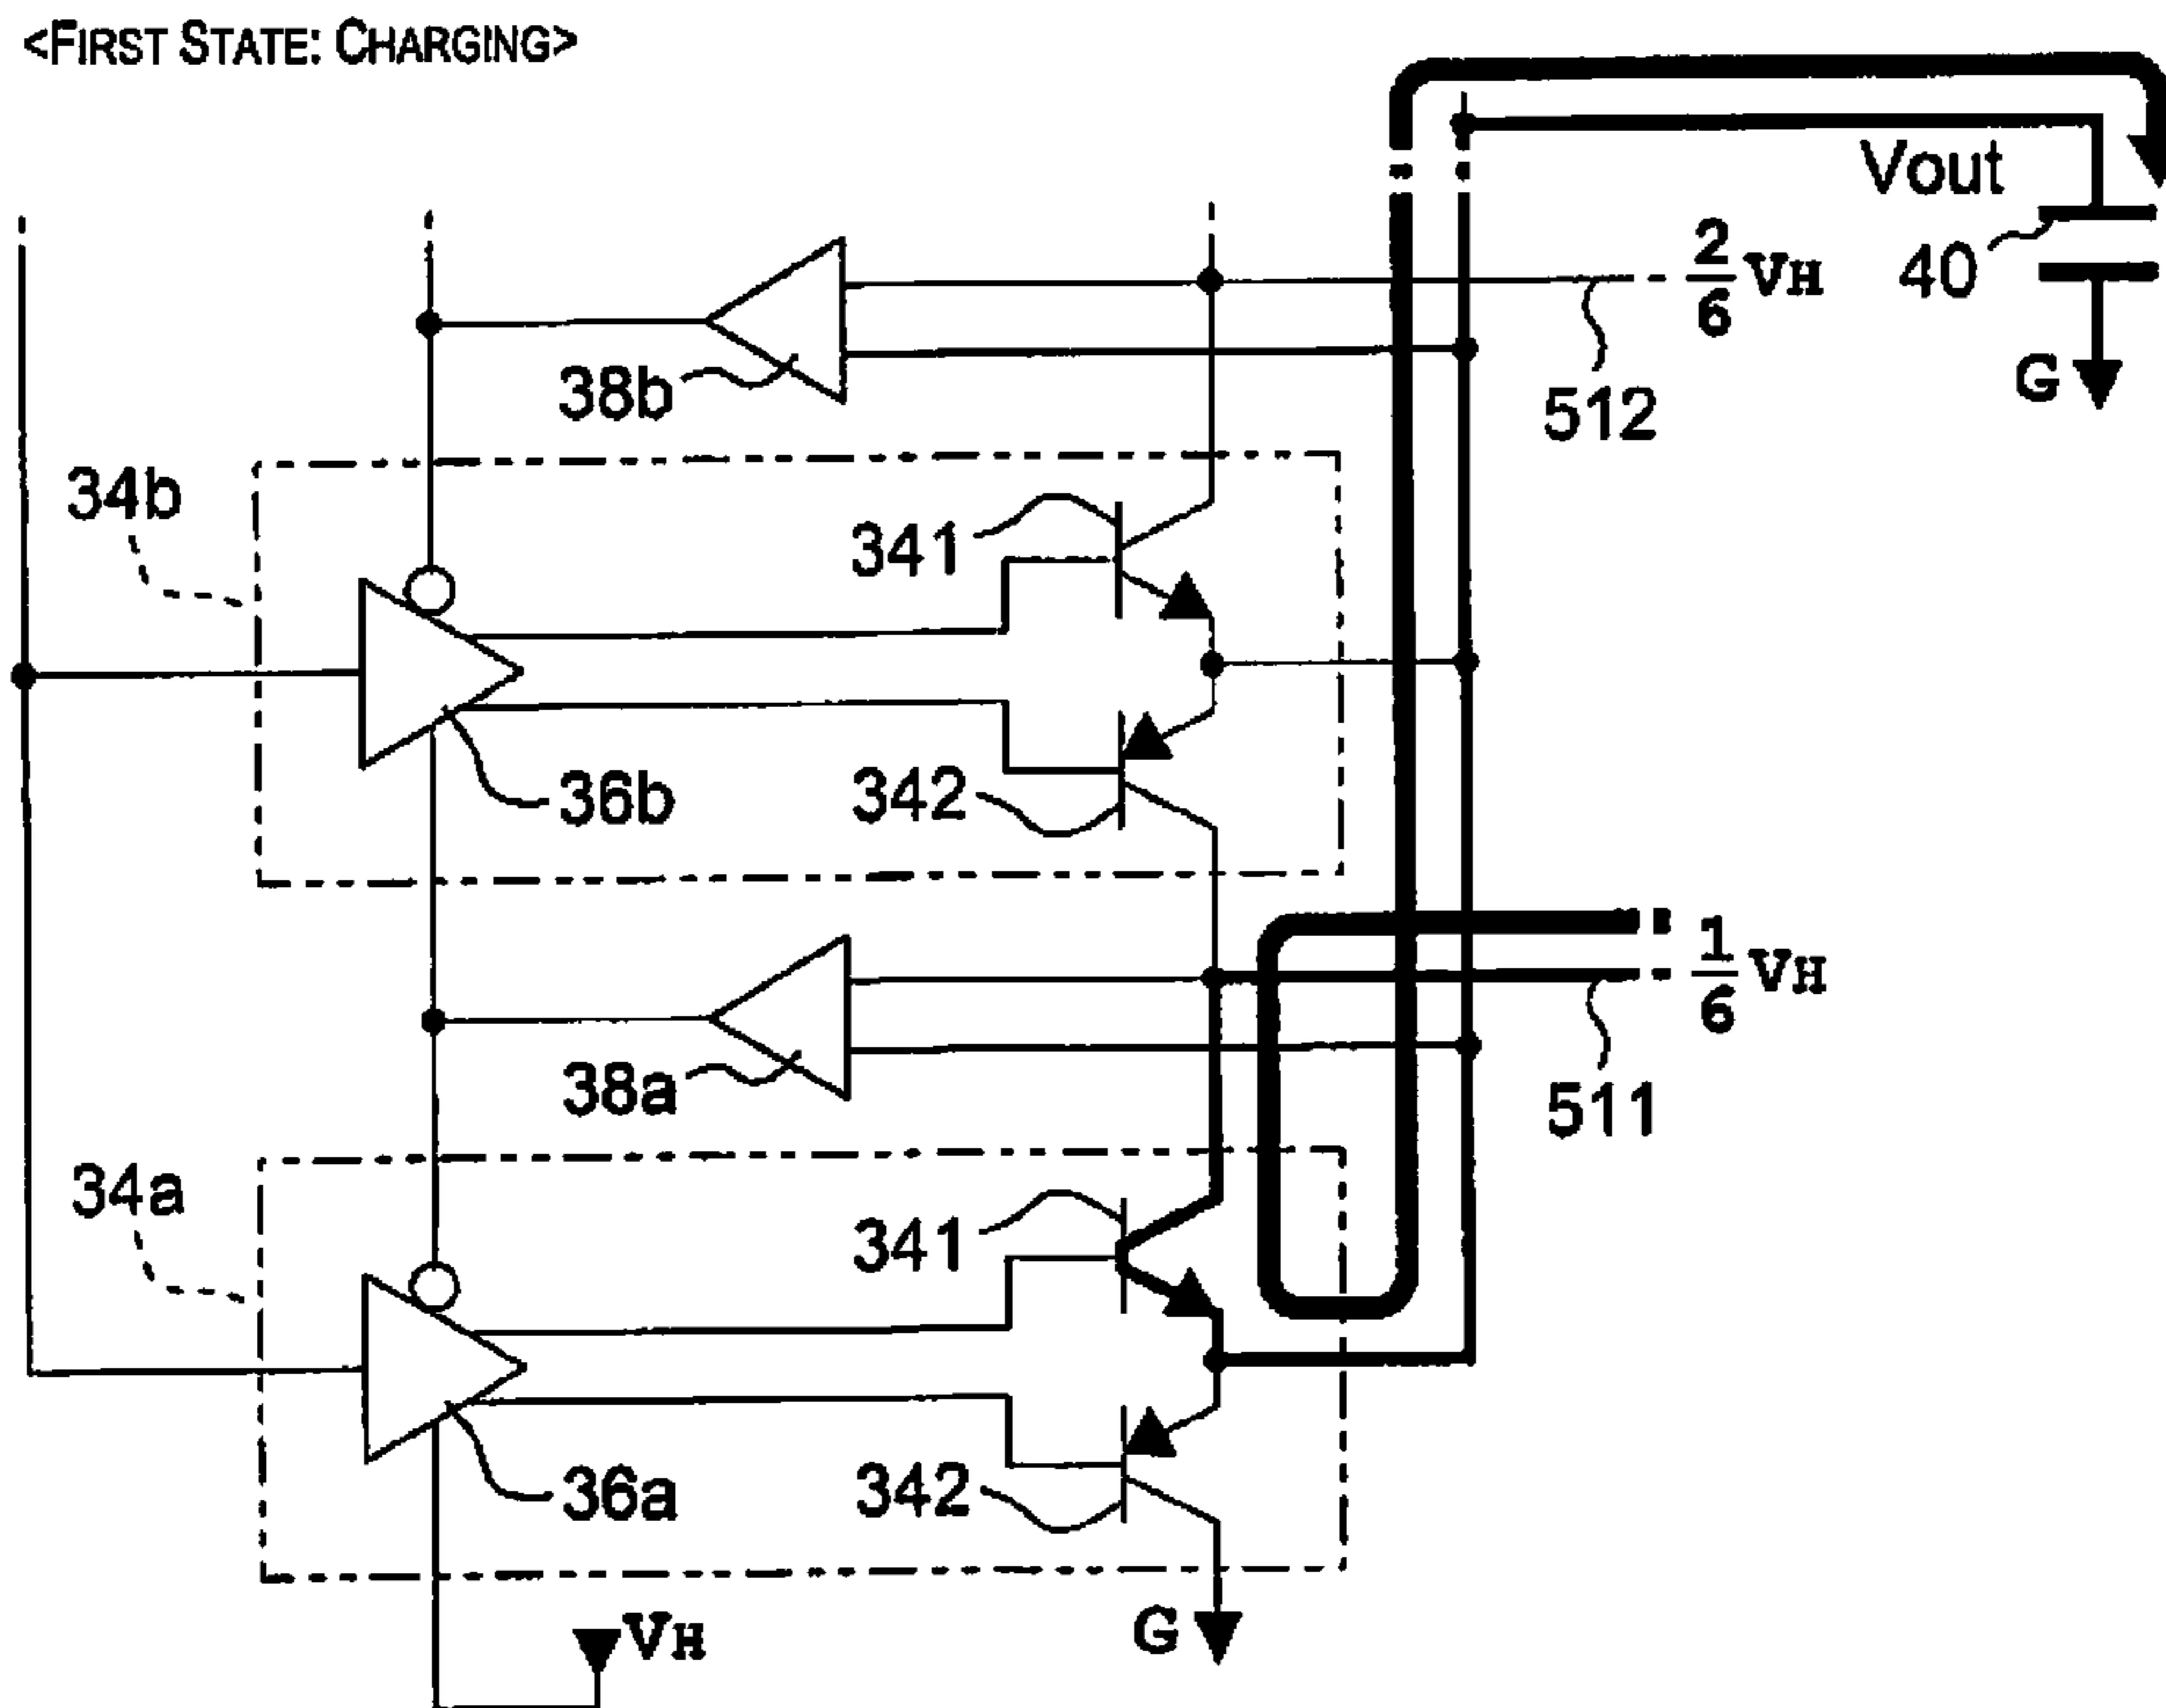 <FIRST STATE: CHARGING>
Vout
2/6 VH
40
38b
512
G
34b
341
36b
342
1/6 VH
38a
511
34a
341
36a
342
VH
G